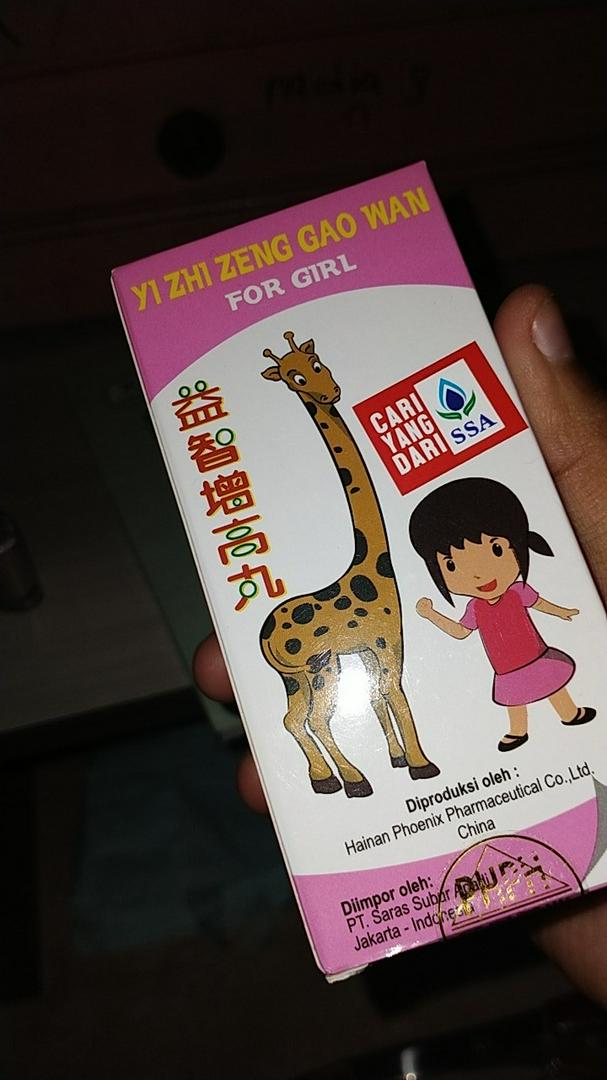 YI ZHI ZENG GAO WAN
FOR GIRL
益智增高丸
CARI
YANG
DARI
SSA
Diproduksi oleh :
Hainan Phoenix Pharmaceutical Co.,Ltd.
China
Diimpor oleh:
PT. Saras Subur
Jakarta -